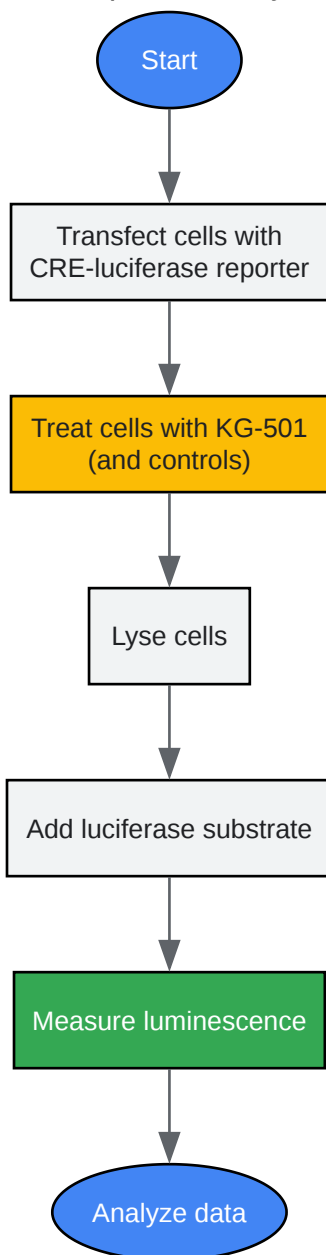 Start
Transfect cells with
CRE-luciferase reporter
Treat cells with KG-501
(and controls)
Lyse cells
Add luciferase substrate
Measure luminescence
Analyze data